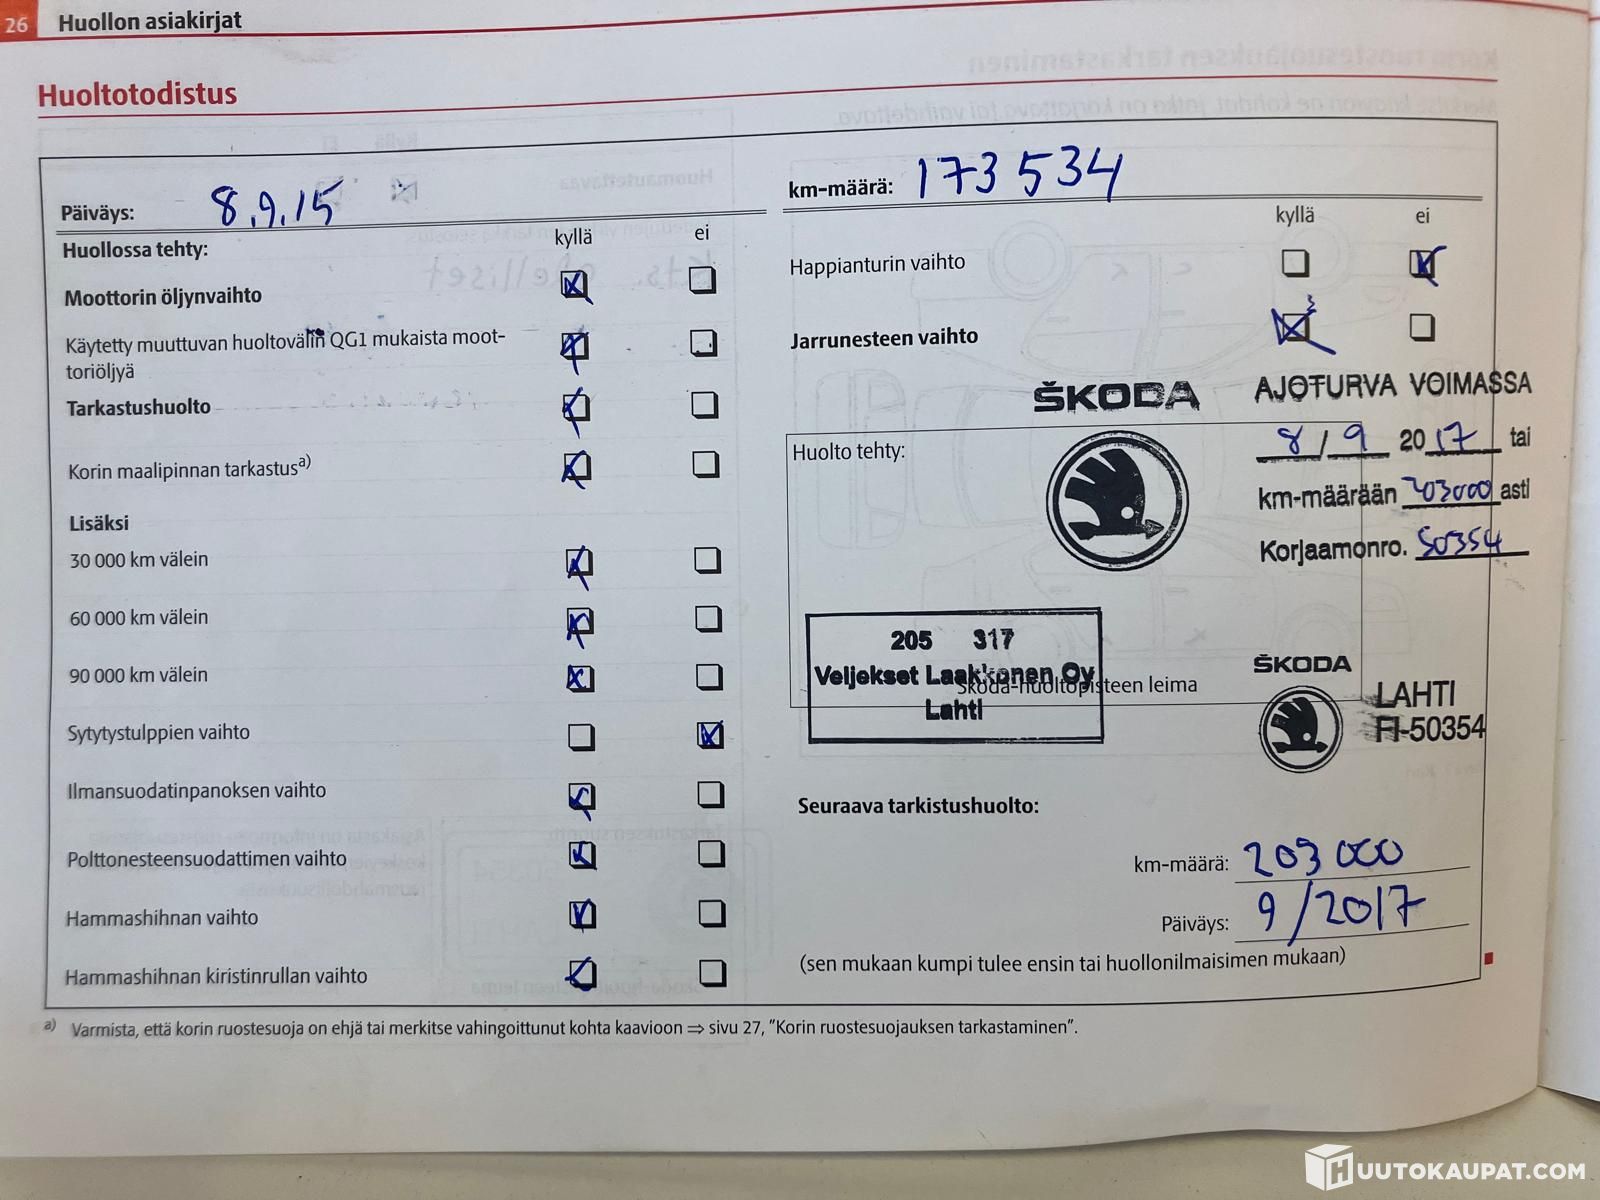 26 Huollon asiakirjat
Huoltotodistus
Päiväys: 8.9.15
Huollossa tehty: kyllä ei
Moottorin öljynvaihto
Käytetty muuttuvan huoltovälin QG1 mukaista moot-
toriöljyä
Tarkastushuolto
Korin maalipinnan tarkastus a)
Lisäksi
30 000 km välein
60 000 km välein
90 000 km välein
Sytytystulppien vaihto
Ilmansuodatinpanoksen vaihto
Polttonesteensuodattimen vaihto
Hammashihnan vaihto
Hammashihnan kiristinrullan vaihto
km-määrä: 173 534
kyllä ei
Happianturin vaihto
Jarrunesteen vaihto
ŠKODA
AJOTURVA VOIMASSA
8 / 9 2017 tai
km-määrään 203000 asti
Korjaamonro. 50354
Huolto tehty:
205 317
Veljekset Laakkonen Oy
Lahti
Škoda-huoltopisteen leima
ŠKODA
LAHTI
FI-50354
Seuraava tarkistushuolto:
km-määrä: 203 000
Päiväys: 9/2017
(sen mukaan kumpi tulee ensin tai huollonilmaisimen mukaan)
a) Varmista, että korin ruostesuoja on ehjä tai merkitse vahingoittunut kohta kaavioon ⇒ sivu 27, "Korin ruostesuojauksen tarkastaminen".
HUUTOKAUPAT.COM